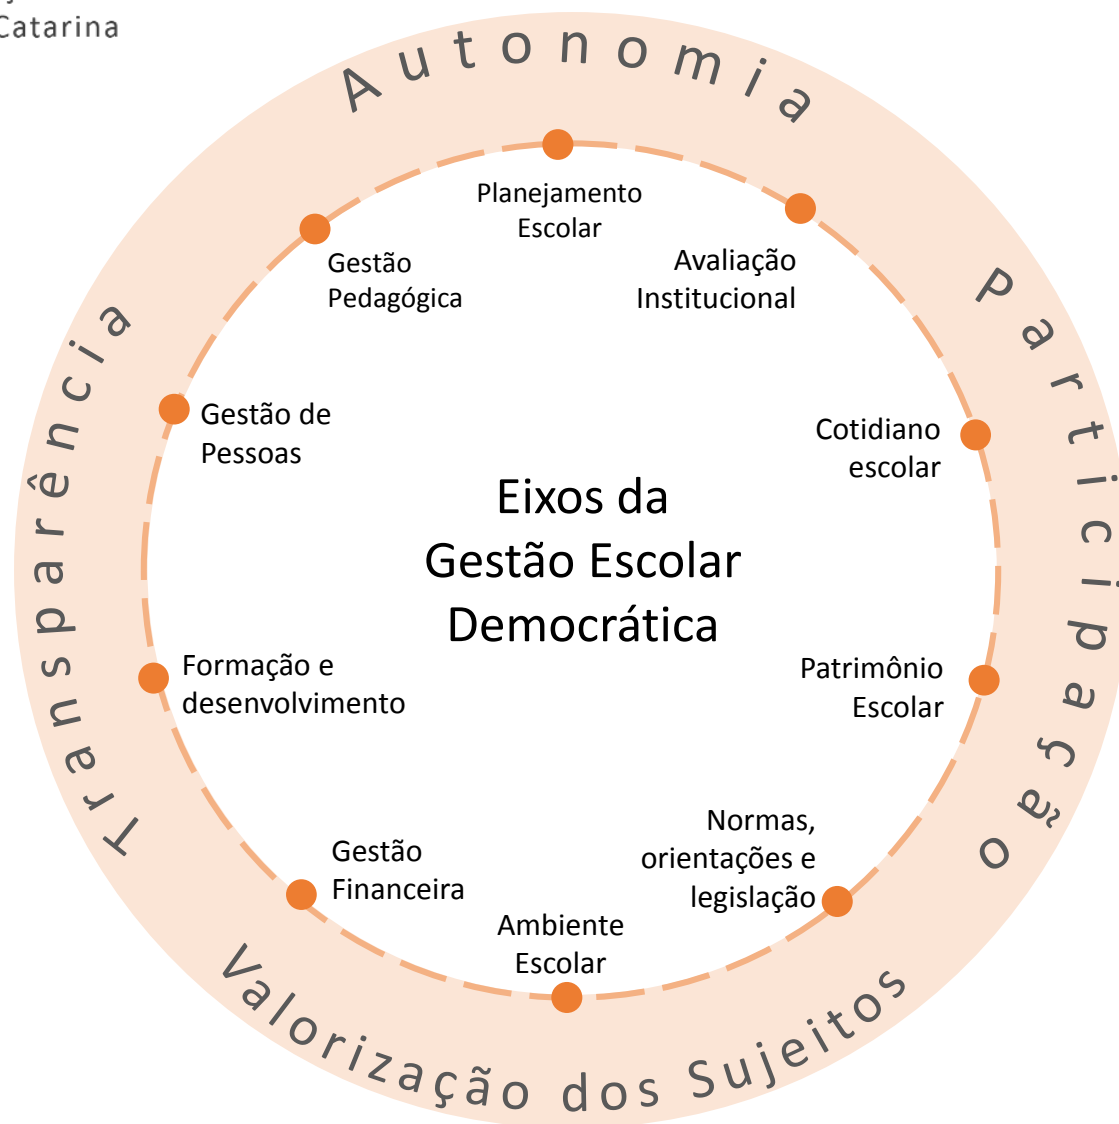 Catarina
Autonomia
Participação
Valorização dos Sujeitos
Transparência
Planejamento
Escolar
Avaliação
Institucional
Cotidiano
escolar
Patrimônio
Escolar
Normas,
orientações e
legislação
Ambiente
Escolar
Gestão
Financeira
Formação e
desenvolvimento
Gestão de
Pessoas
Gestão
Pedagógica
Eixos da
Gestão Escolar
Democrática